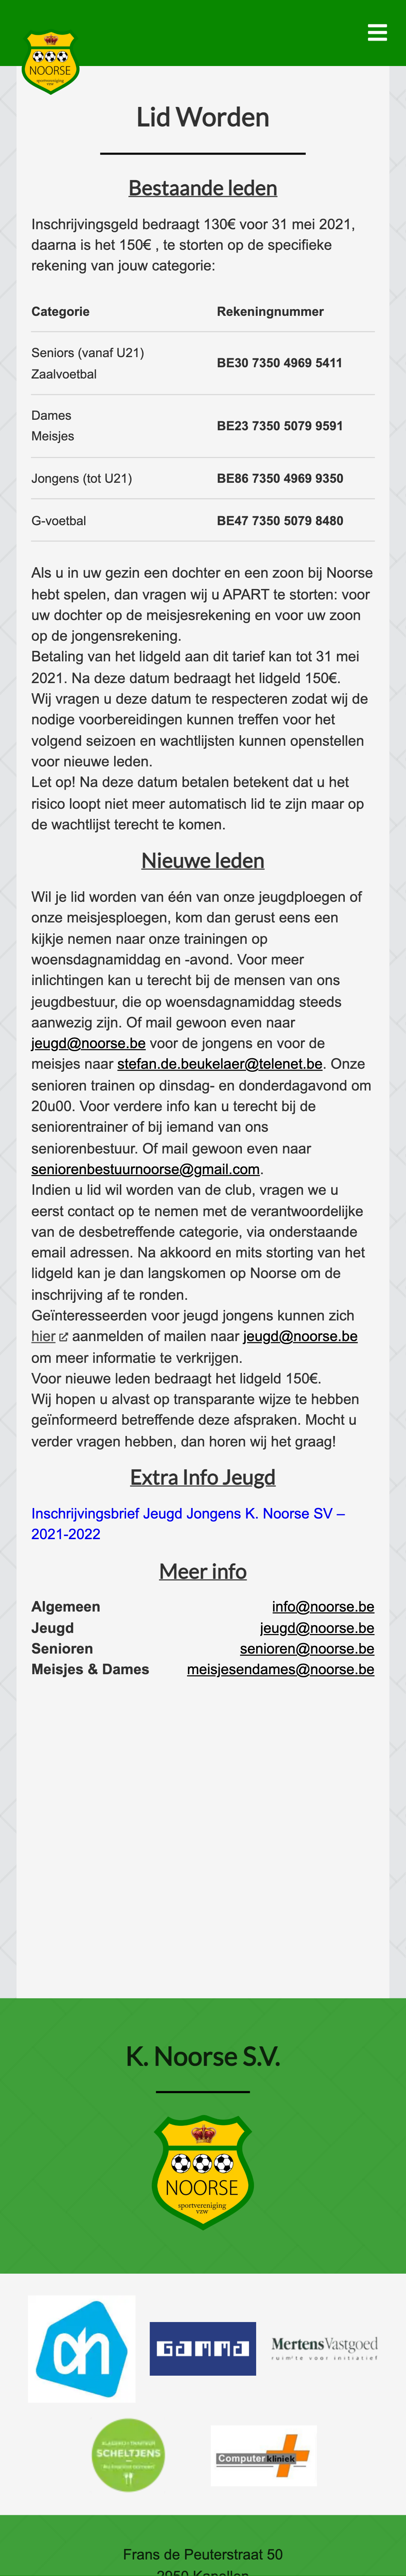 NOORSE
sportvereniging
vzw
Lid Worden
Bestaande leden
Inschrijvingsgeld bedraagt 130€ voor 31 mei 2021,
daarna is het 150€ , te storten op de specifieke
rekening van jouw categorie:
Categorie Rekeningnummer
Seniors (vanaf U21)
Zaalvoetbal
BE30 7350 4969 5411
Dames
Meisjes
BE23 7350 5079 9591
Jongens (tot U21) BE86 7350 4969 9350
G-voetbal BE47 7350 5079 8480
Als u in uw gezin een dochter en een zoon bij Noorse
hebt spelen, dan vragen wij u APART te storten: voor
uw dochter op de meisjesrekening en voor uw zoon
op de jongensrekening.
Betaling van het lidgeld aan dit tarief kan tot 31 mei
2021. Na deze datum bedraagt het lidgeld 150€.
Wij vragen u deze datum te respecteren zodat wij de
nodige voorbereidingen kunnen treffen voor het
volgend seizoen en wachtlijsten kunnen openstellen
voor nieuwe leden.
Let op! Na deze datum betalen betekent dat u het
risico loopt niet meer automatisch lid te zijn maar op
de wachtlijst terecht te komen.
Nieuwe leden
Wil je lid worden van één van onze jeugdploegen of
onze meisjesploegen, kom dan gerust eens een
kijkje nemen naar onze trainingen op
woensdagnamiddag en -avond. Voor meer
inlichtingen kan u terecht bij de mensen van ons
jeugdbestuur, die op woensdagnamiddag steeds
aanwezig zijn. Of mail gewoon even naar
jeugd@noorse.be voor de jongens en voor de
meisjes naar stefan.de.beukelaer@telenet.be. Onze
senioren trainen op dinsdag- en donderdagavond om
20u00. Voor verdere info kan u terecht bij de
seniorentrainer of bij iemand van ons
seniorenbestuur. Of mail gewoon even naar
seniorenbestuurnoorse@gmail.com.
Indien u lid wil worden van de club, vragen we u
eerst contact op te nemen met de verantwoordelijke
van de desbetreffende categorie, via onderstaande
email adressen. Na akkoord en mits storting van het
lidgeld kan je dan langskomen op Noorse om de
inschrijving af te ronden.
Geïnteresseerden voor jeugd jongens kunnen zich
hier aanmelden of mailen naar jeugd@noorse.be
om meer informatie te verkrijgen.
Voor nieuwe leden bedraagt het lidgeld 150€.
Wij hopen u alvast op transparante wijze te hebben
geïnformeerd betreffende deze afspraken. Mocht u
verder vragen hebben, dan horen wij het graag!
Extra Info Jeugd
Inschrijvingsbrief Jeugd Jongens K. Noorse SV –
2021-2022
Meer info
Algemeen info@noorse.be
Jeugd jeugd@noorse.be
Senioren senioren@noorse.be
Meisjes & Dames meisjesendames@noorse.be
K. Noorse S.V.
NOORSE
sportvereniging
vzw
ah GAMMA MertensVastgoed
ruimte voor initiatief
SCHELTJENS
Computerkliniek
Frans de Peuterstraat 50
2950 Kapellen